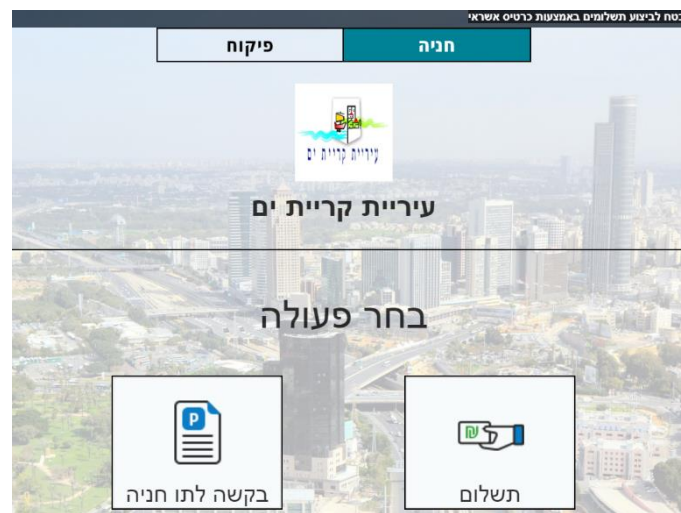 לביצוע תשלומים באמצעות כרטיס אשראי
חניה
פיקוח
עיריית קריית ים
עיריית קריית ים
בחר פעולה
תשלום
בקשה לתו חניה